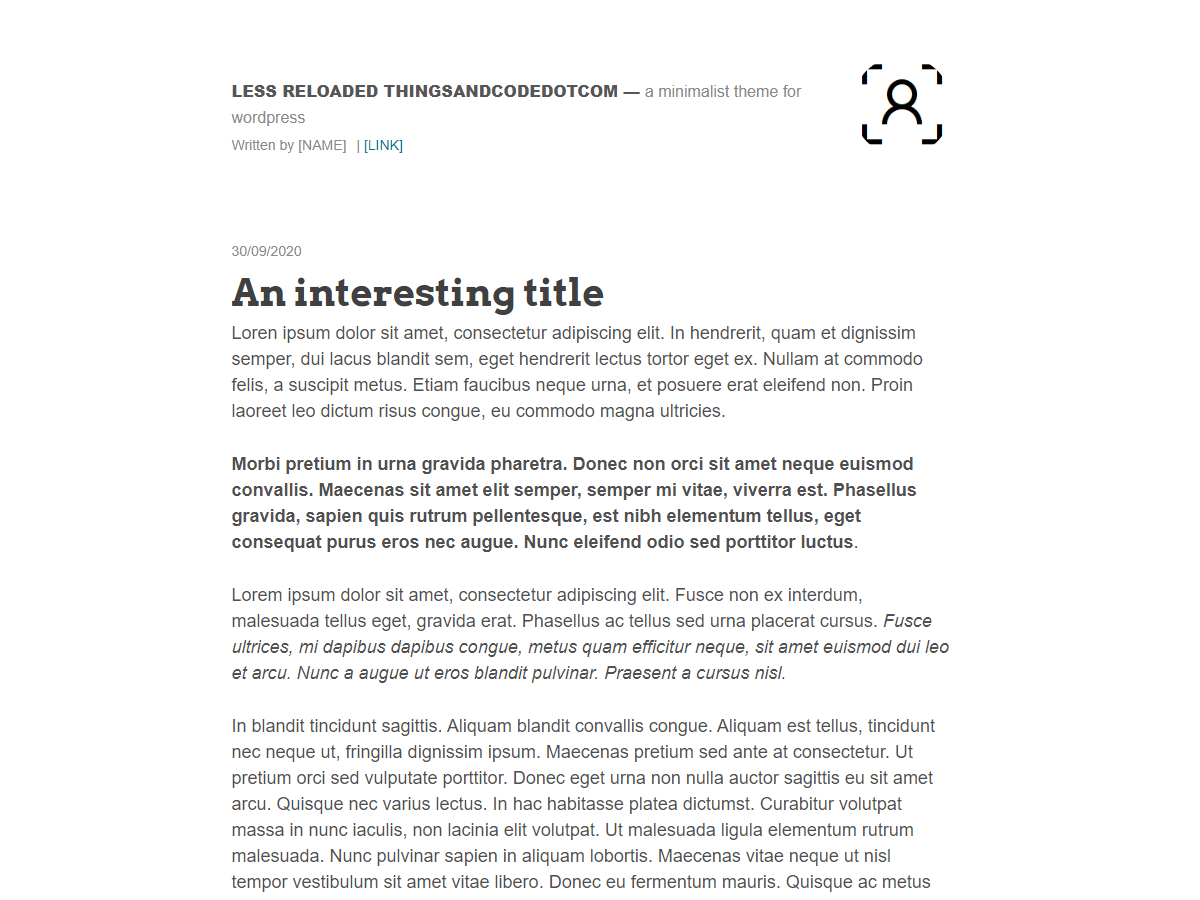 LESS RELOADED THINGSANDCODEDOTCOM — a minimalist theme for
wordpress
Written by [NAME] | [LINK]
30/09/2020
An interesting title
Loren ipsum dolor sit amet, consectetur adipiscing elit. In hendrerit, quam et dignissim
semper, dui lacus blandit sem, eget hendrerit lectus tortor eget ex. Nullam at commodo
felis, a suscipit metus. Etiam faucibus neque urna, et posuere erat eleifend non. Proin
laoreet leo dictum risus congue, eu commodo magna ultricies.
Morbi pretium in urna gravida pharetra. Donec non orci sit amet neque euismod
convallis. Maecenas sit amet elit semper, semper mi vitae, viverra est. Phasellus
gravida, sapien quis rutrum pellentesque, est nibh elementum tellus, eget
consequat purus eros nec augue. Nunc eleifend odio sed porttitor luctus.
Lorem ipsum dolor sit amet, consectetur adipiscing elit. Fusce non ex interdum,
malesuada tellus eget, gravida erat. Phasellus ac tellus sed urna placerat cursus. Fusce
ultrices, mi dapibus dapibus congue, metus quam efficitur neque, sit amet euismod dui leo
et arcu. Nunc a augue ut eros blandit pulvinar. Praesent a cursus nisl.
In blandit tincidunt sagittis. Aliquam blandit convallis congue. Aliquam est tellus, tincidunt
nec neque ut, fringilla dignissim ipsum. Maecenas pretium sed ante at consectetur. Ut
pretium orci sed vulputate porttitor. Donec eget urna non nulla auctor sagittis eu sit amet
arcu. Quisque nec varius lectus. In hac habitasse platea dictumst. Curabitur volutpat
massa in nunc iaculis, non lacinia elit volutpat. Ut malesuada ligula elementum rutrum
malesuada. Nunc pulvinar sapien in aliquam lobortis. Maecenas vitae neque ut nisl
tempor vestibulum sit amet vitae libero. Donec eu fermentum mauris. Quisque ac metus